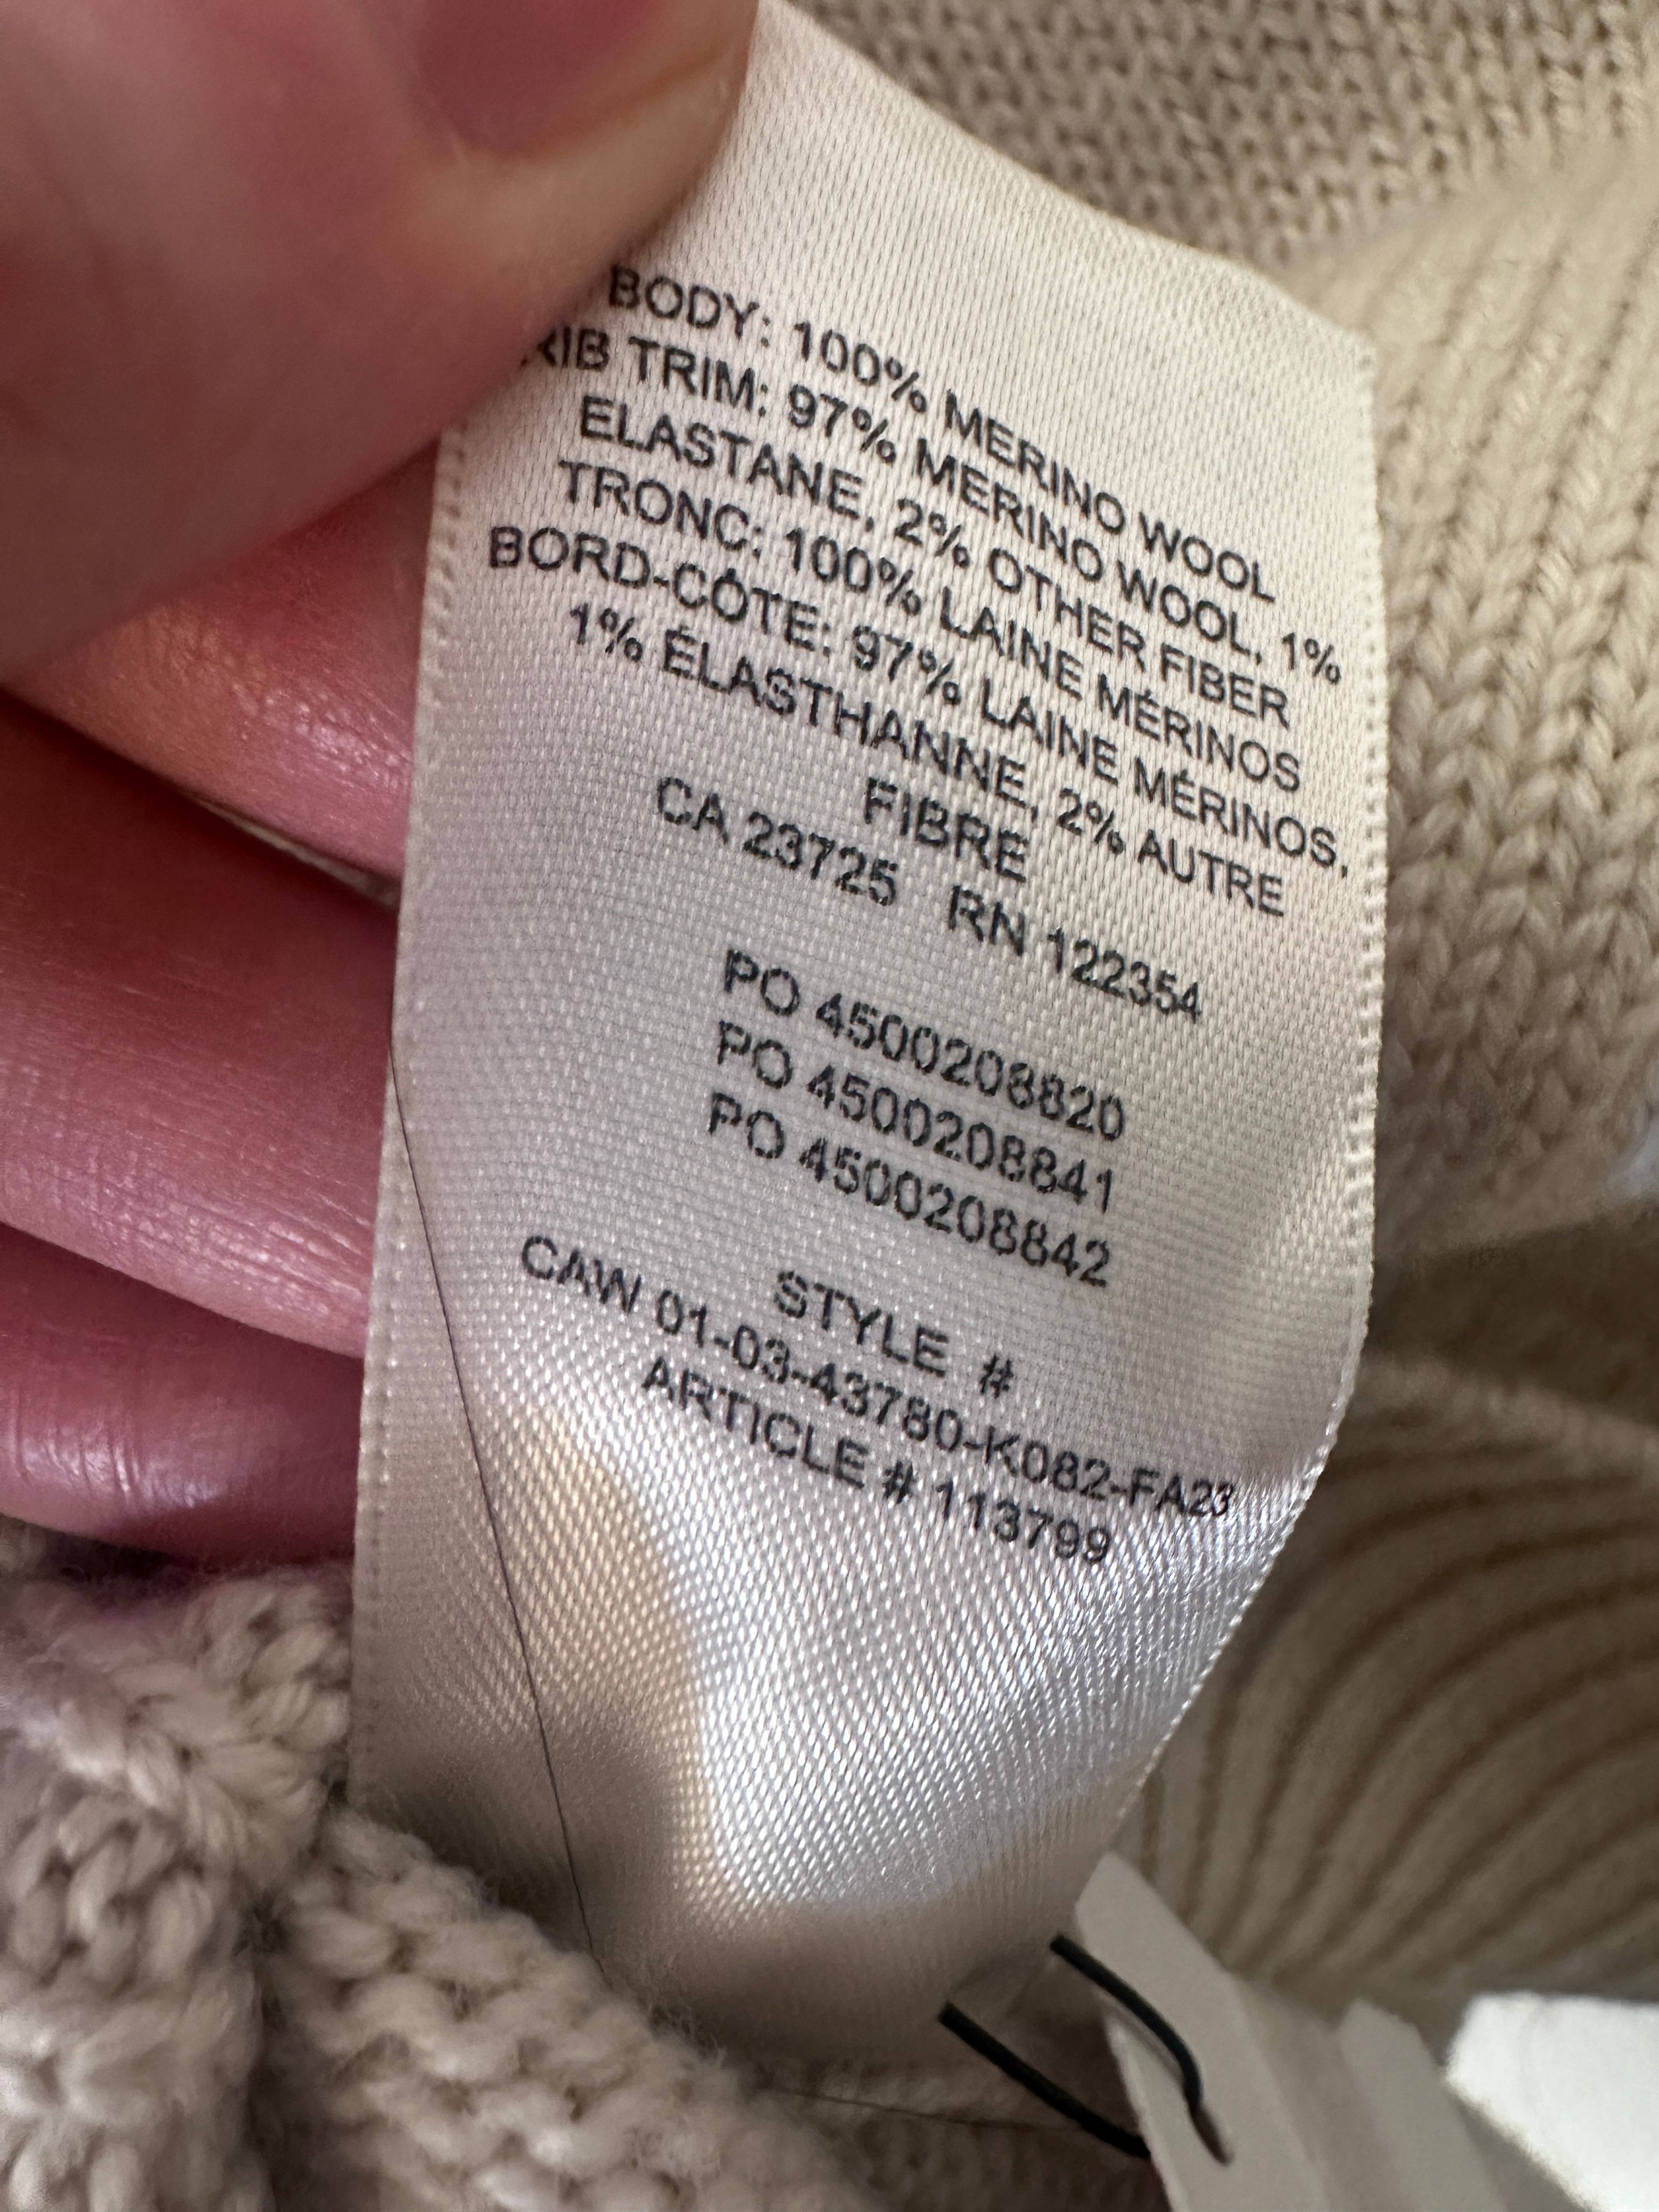 BODY: 100% MERINO WOOL
RIB TRIM: 97% MERINO WOOL, 1%
ELASTANE, 2% OTHER FIBER
TRONC: 100% LAINE MÉRINOS
BORD-CÔTE: 97% LAINE MÉRINOS,
1% ÉLASTHANNE, 2% AUTRE
FIBRE
CA 23725 RN 122354
PO 4500208820
PO 4500208841
PO 4500208842
STYLE #
CAW 01-03-43780-K082-FA23
ARTICLE # 113799